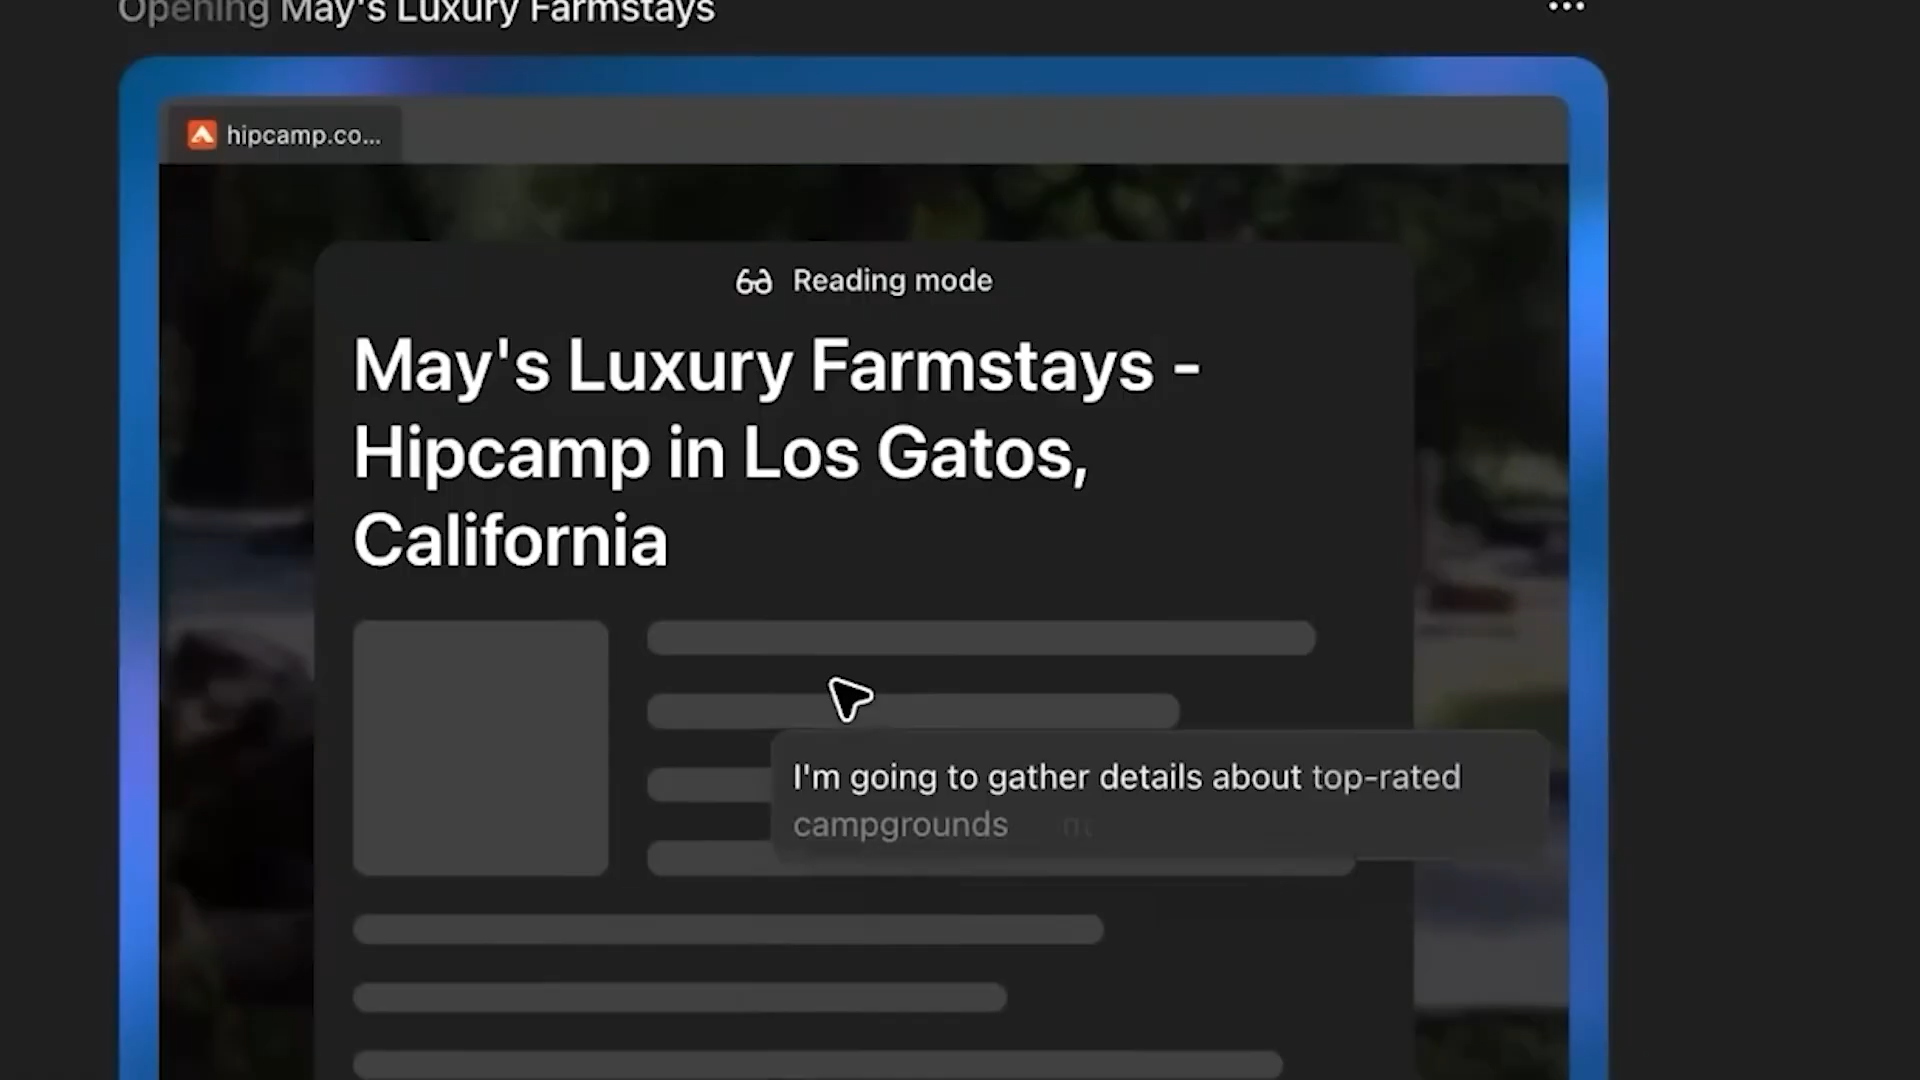 Opening May's Luxury Farmstays
hipcamp.co...
Reading mode
May's Luxury Farmstays -
Hipcamp in Los Gatos,
California
I'm going to gather details about top-rated
campgrounds